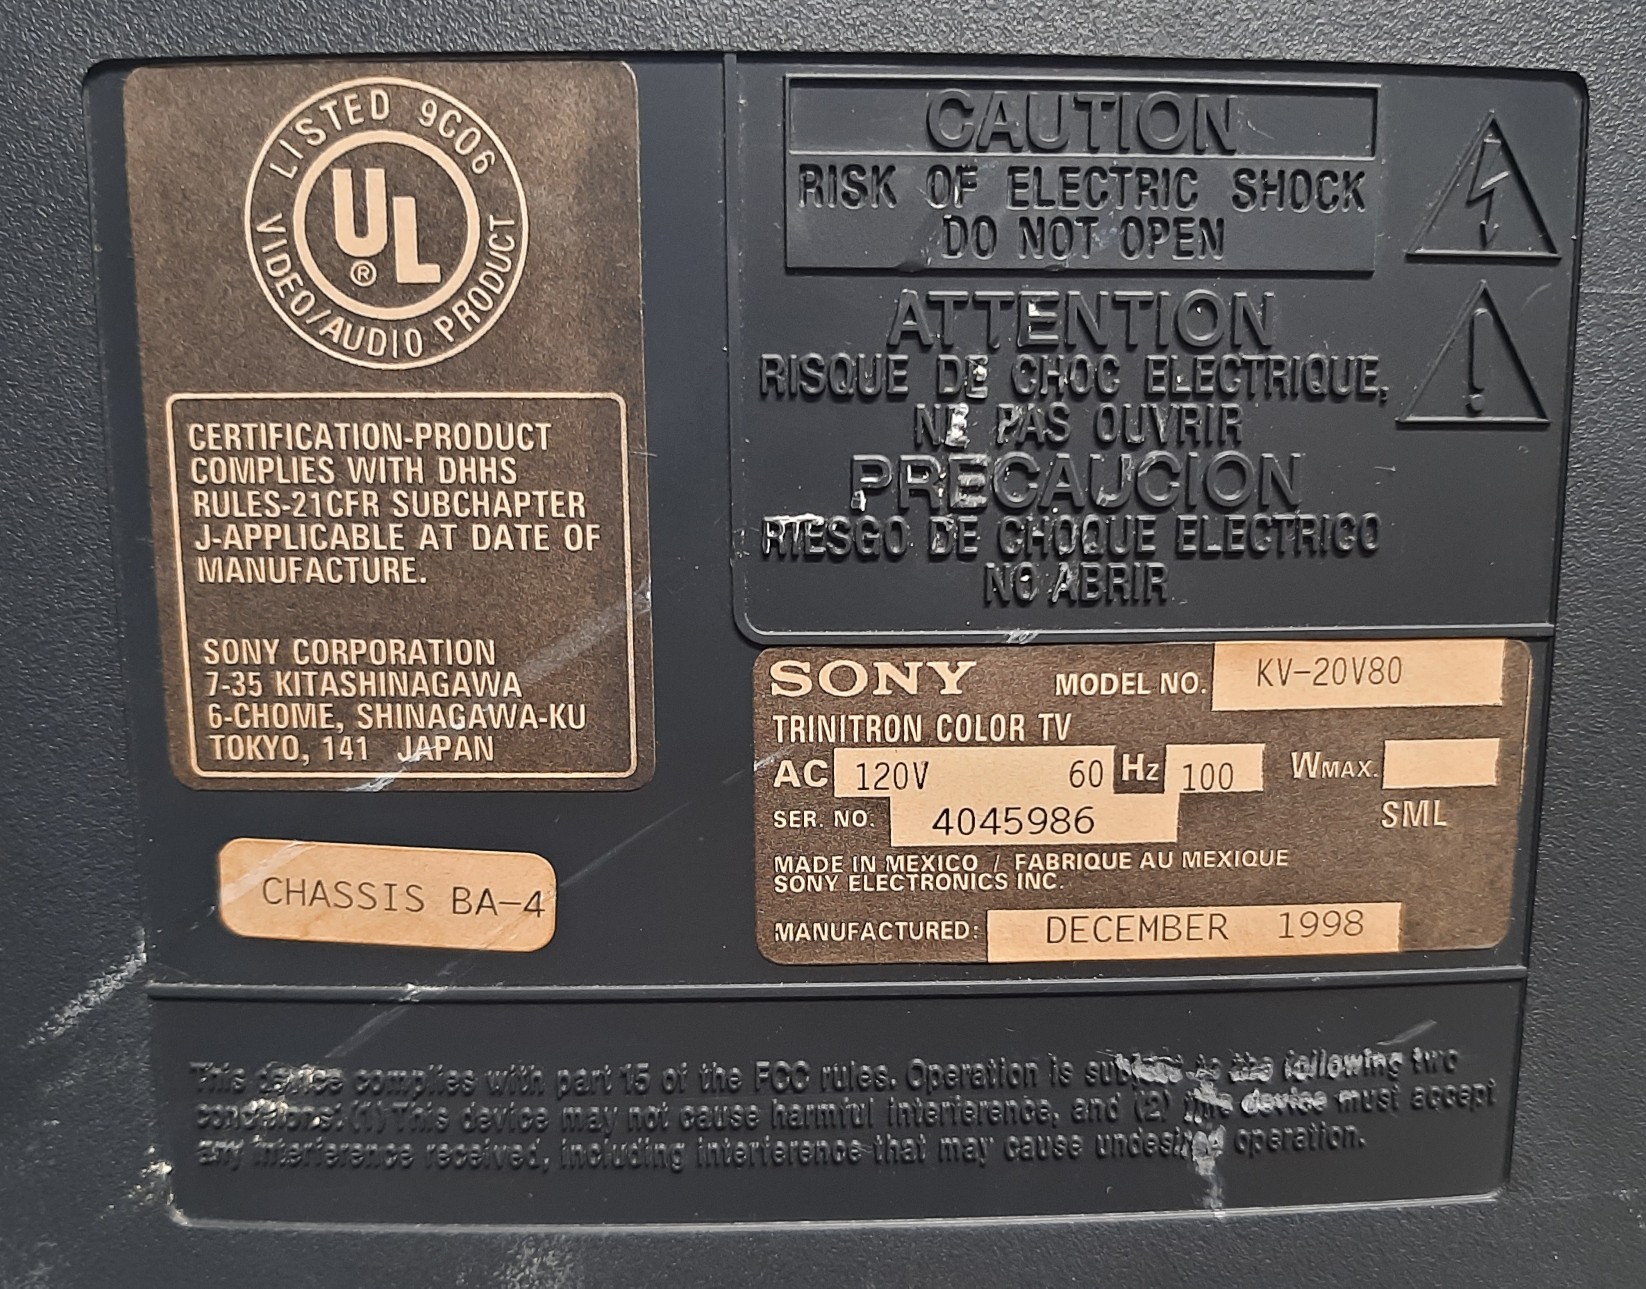 LISTED 9C06
UL
®
VIDEO/AUDIO PRODUCT
CERTIFICATION-PRODUCT
COMPLIES WITH DHHS
RULES-21CFR SUBCHAPTER
J-APPLICABLE AT DATE OF
MANUFACTURE.
SONY CORPORATION
7-35 KITASHINAGAWA
6-CHOME, SHINAGAWA-KU
TOKYO, 141 JAPAN
CHASSIS BA-4
CAUTION
RISK OF ELECTRIC SHOCK
DO NOT OPEN
ATTENTION
RISQUE DE CHOC ELECTRIQUE,
NE PAS OUVRIR
PRECAUCION
RIESGO DE CHOQUE ELECTRICO
NO ABRIR
SONY MODEL NO. KV-20V80
TRINITRON COLOR TV
AC 120V 60 Hz 100 WMAX.
SER. NO. 4045986 SML
MADE IN MEXICO / FABRIQUE AU MEXIQUE
SONY ELECTRONICS INC.
MANUFACTURED: DECEMBER 1998
This device complies with part 15 of the FCC rules. Operation is subject to the following two
conditions: (1) This device may not cause harmful interference, and (2) this device must accept
any interference received, including interference that may cause undesired operation.